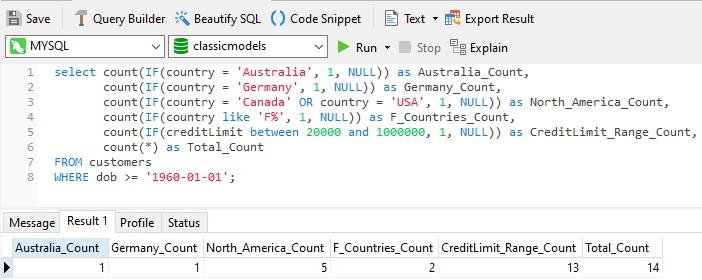 Save Query Builder Beautify SQL () Code Snippet Text Export Result
MYSQL classicmodels Run Stop Explain
1 select count(IF(country = 'Australia', 1, NULL)) as Australia_Count,
2 count(IF(country = 'Germany', 1, NULL)) as Germany_Count,
3 count(IF(country = 'Canada' OR country = 'USA', 1, NULL)) as North_America_Count,
4 count(IF(country like 'F%', 1, NULL)) as F_Countries_Count,
5 count(IF(creditLimit between 20000 and 1000000, 1, NULL)) as CreditLimit_Range_Count,
6 count(*) as Total_Count
7 FROM customers
8 WHERE dob >= '1960-01-01';
Message Result 1 Profile Status
Australia_Count Germany_Count North_America_Count F_Countries_Count CreditLimit_Range_Count Total_Count
1 1 5 2 13 14